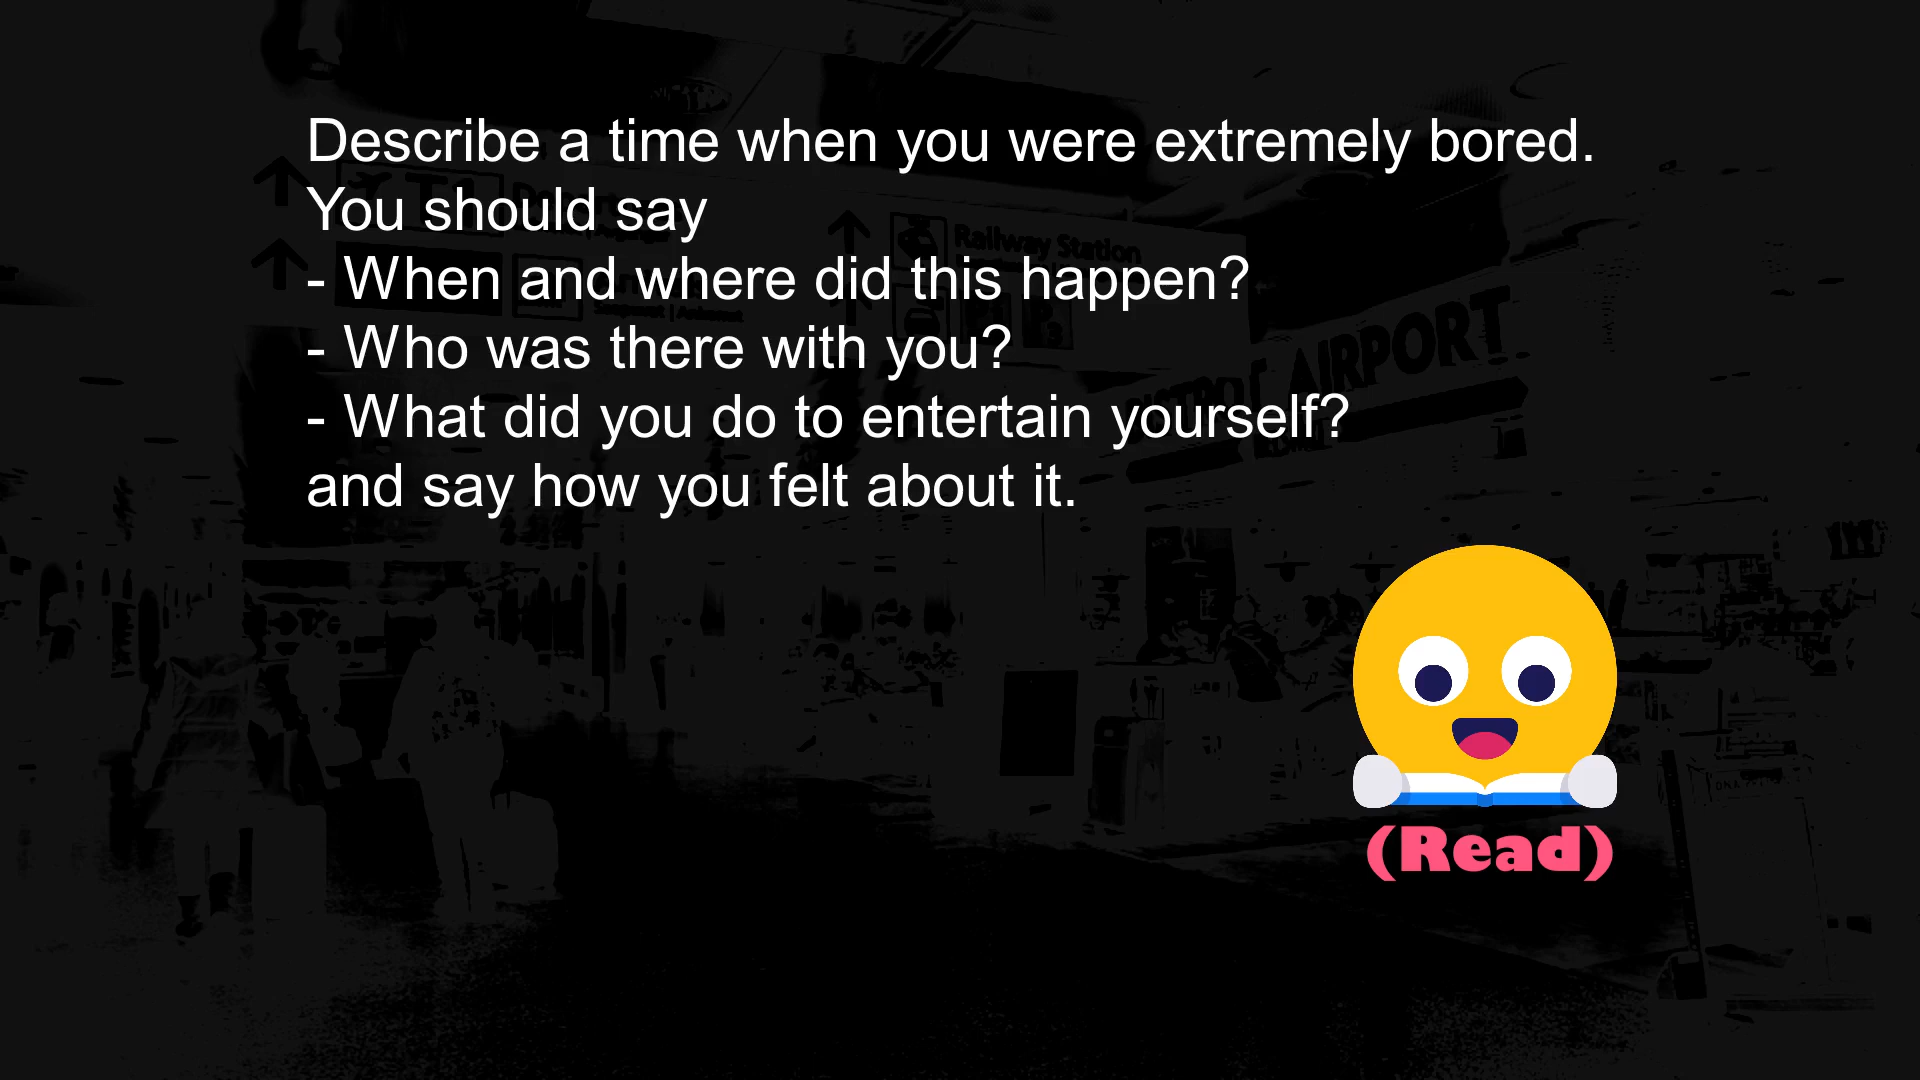 Describe a time when you were extremely bored.
You should say
- When and where did this happen?
- Who was there with you?
- What did you do to entertain yourself?
and say how you felt about it.
Railway Station
AIRPORT
(Read)